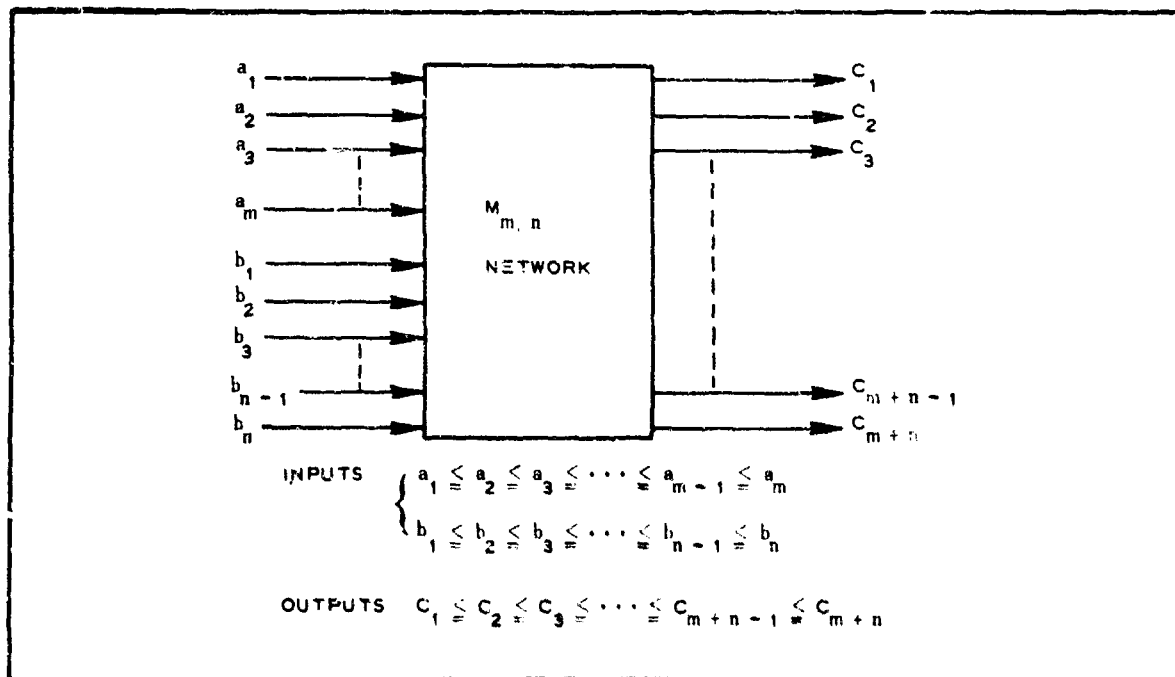 a₁
a₂
a₃
aₘ
b₁
b₂
b₃
bₙ₋₁
bₙ
Mₘ,ₙ
NETWORK
C₁
C₂
C₃
Cₘ₊ₙ₋₁
Cₘ₊ₙ
INPUTS { a₁ ≦ a₂ ≦ a₃ ≦ · · · ≦ aₘ₋₁ ≦ aₘ
b₁ ≦ b₂ ≦ b₃ ≦ · · · ≦ bₙ₋₁ ≦ bₙ
OUTPUTS C₁ ≦ C₂ ≦ C₃ ≦ · · · ≦ Cₘ₊ₙ₋₁ ≦ Cₘ₊ₙ